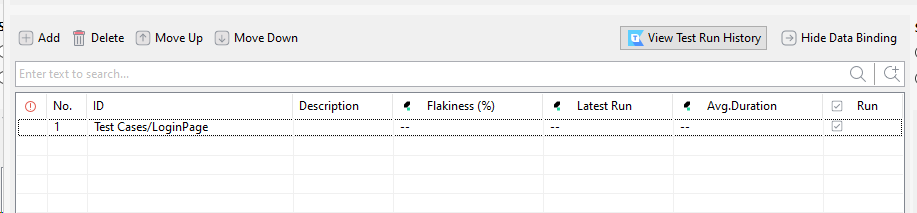 Add Delete Move Up Move Down View Test Run History Hide Data Binding
Enter text to search...
No. ID Description Flakiness (%) Latest Run Avg.Duration Run
1 Test Cases/LoginPage -- -- --